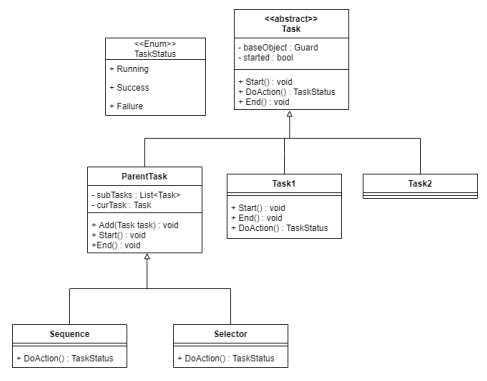 <<abstract>>
Task
- baseObject : Guard
- started : bool
+ Start() : void
+ DoAction() : TaskStatus
+ End() : void
<<Enum>>
TaskStatus
+ Running
+ Success
+ Failure
ParentTask
- subTasks : List<Task>
- curTask : Task
+ Add(Task task) : void
+ Start() : void
+End() : void
Task1
+ Start() : void
+ End() : void
+ DoAction() : TaskStatus
Task2
Sequence
+ DoAction() : TaskStatus
Selector
+ DoAction() : TaskStatus